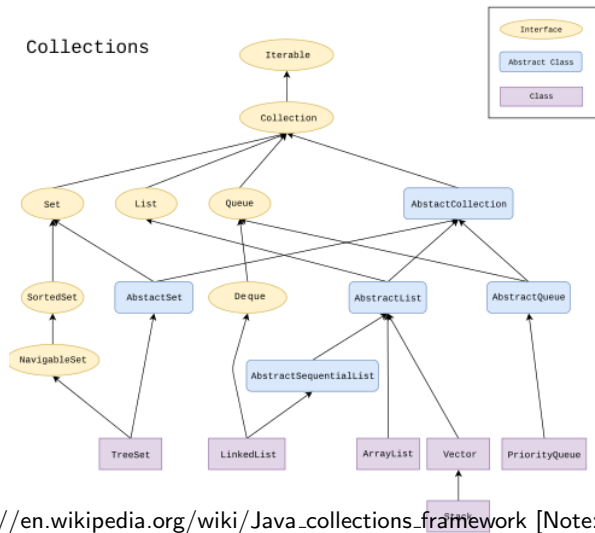 Interface
Collections
Iterable
Abstract Class
Class
Collection
Set
List
Queue
AbstactCollection
SortedSet
AbstactSet
Deque
AbstractList
AbstractQueue
NavigableSet
AbstractSequentialList
TreeSet
LinkedList
ArrayList
Vector
PriorityQueue
Stack
//en.wikipedia.org/wiki/Java_collections_framework [Note: